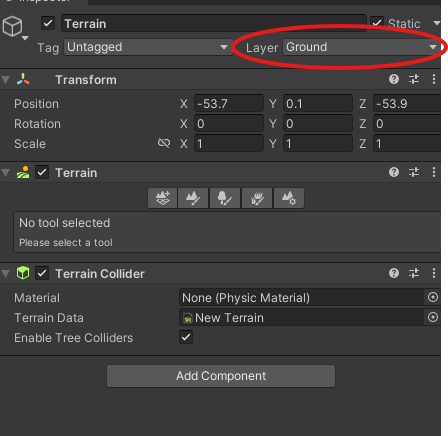 Terrain
Static
Tag Untagged Layer Ground
Transform
Position X -53.7 Y 0.1 Z -53.9
Rotation X 0 Y 0 Z 0
Scale X 1 Y 1 Z 1
Terrain
No tool selected
Please select a tool
Terrain Collider
Material None (Physic Material)
Terrain Data New Terrain
Enable Tree Colliders
Add Component